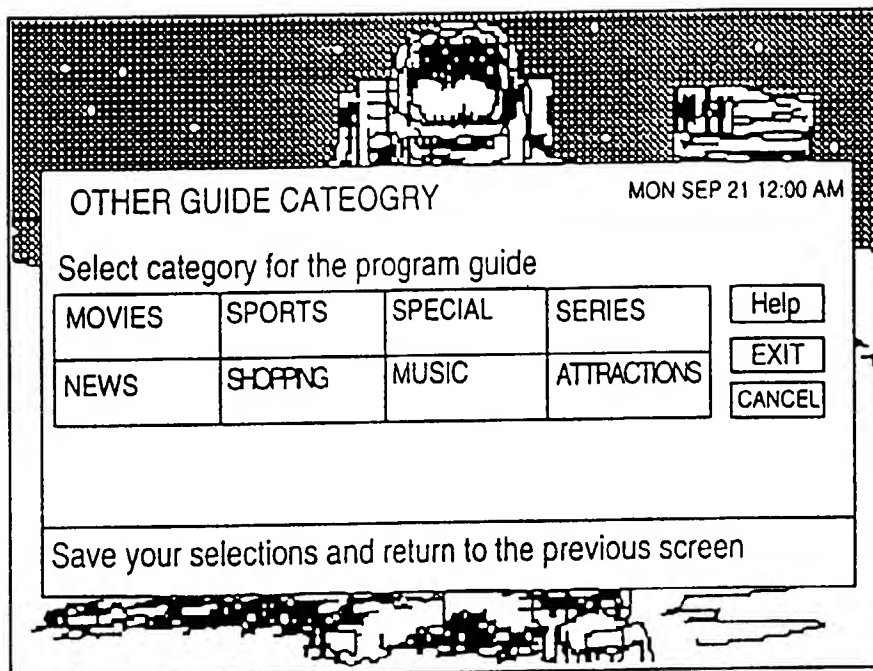 OTHER GUIDE CATEOGRY
MON SEP 21 12:00 AM
Select category for the program guide
MOVIES SPORTS SPECIAL SERIES Help
NEWS SHOPPING MUSIC ATTRACTIONS EXIT
CANCEL
Save your selections and return to the previous screen